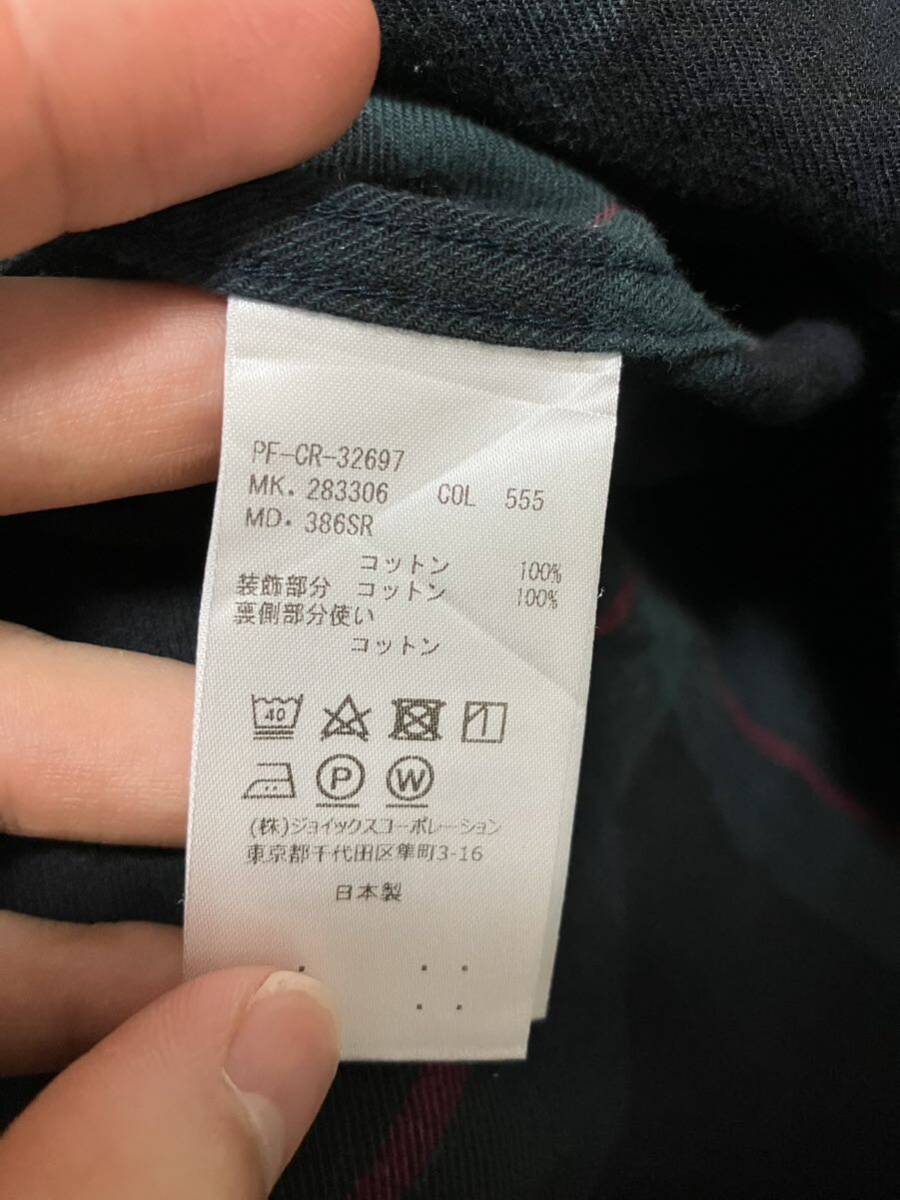 PF-CR-32697
MK. 283306 COL 555
MD. 386SR
コットン 100%
装飾部分 コットン 100%
裏側部分使い
コットン
40
P W
(株)ジョイックスコーポレーション
東京都千代田区隼町3-16
日本製